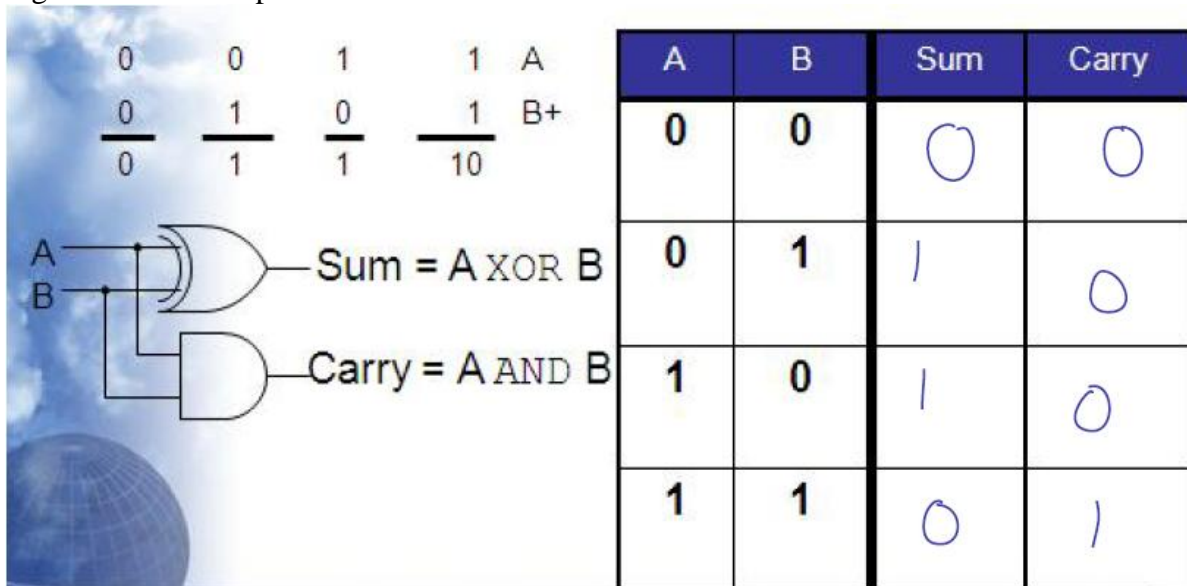 0 0 1 1 A
0 1 0 1 B+
0 1 1 10
A
B
Sum = A XOR B
Carry = A AND B
A B Sum Carry
0 0 0 0
0 1 1 0
1 0 1 0
1 1 0 1